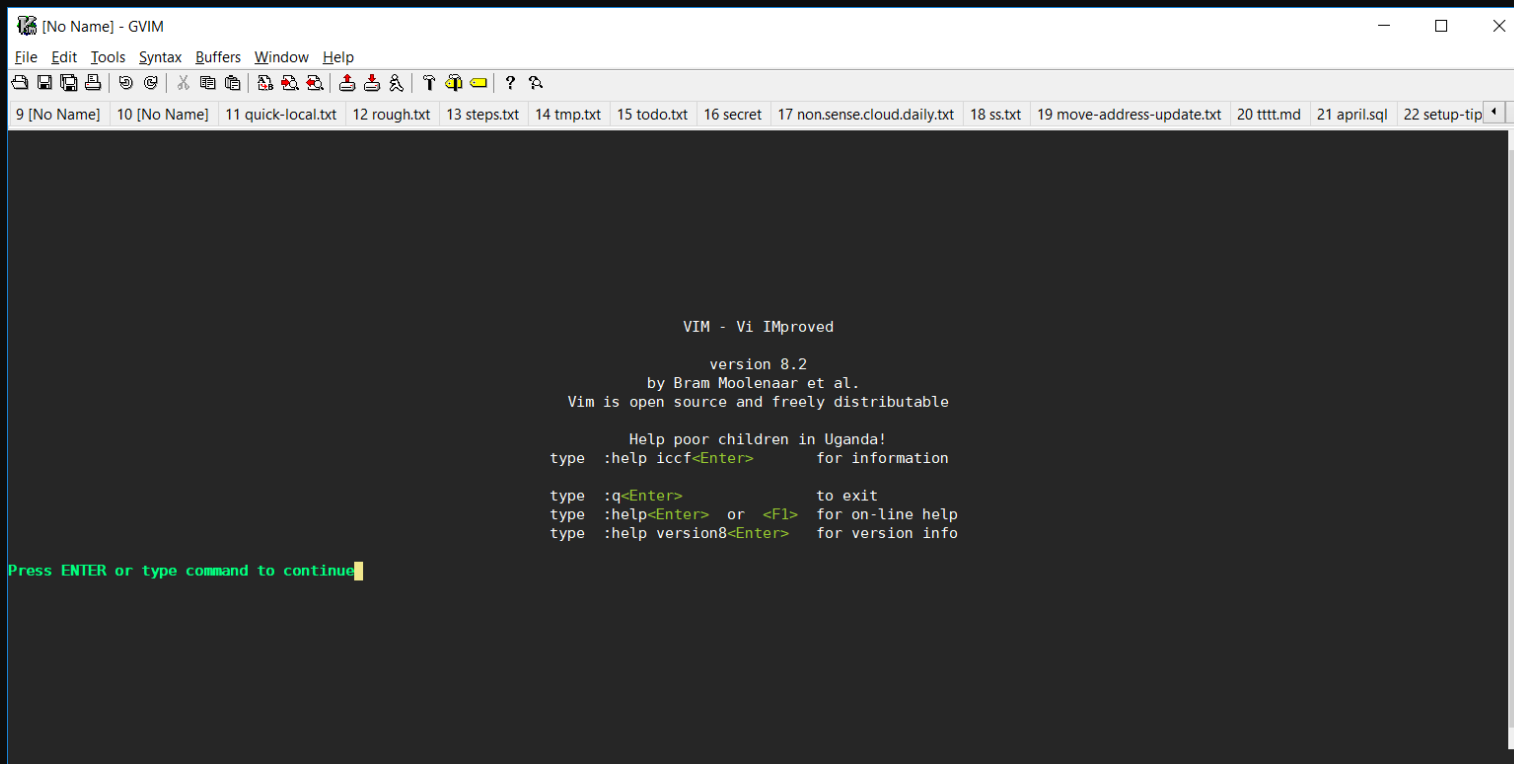 [No Name] - GVIM
File Edit Tools Syntax Buffers Window Help
9 [No Name] 10 [No Name] 11 quick-local.txt 12 rough.txt 13 steps.txt 14 tmp.txt 15 todo.txt 16 secret 17 non.sense.cloud.daily.txt 18 ss.txt 19 move-address-update.txt 20 tttt.md 21 april.sql 22 setup-tip
VIM - Vi IMproved
version 8.2
by Bram Moolenaar et al.
Vim is open source and freely distributable
Help poor children in Uganda!
type :help iccf<Enter> for information
type :q<Enter> to exit
type :help<Enter> or <F1> for on-line help
type :help version8<Enter> for version info
Press ENTER or type command to continue